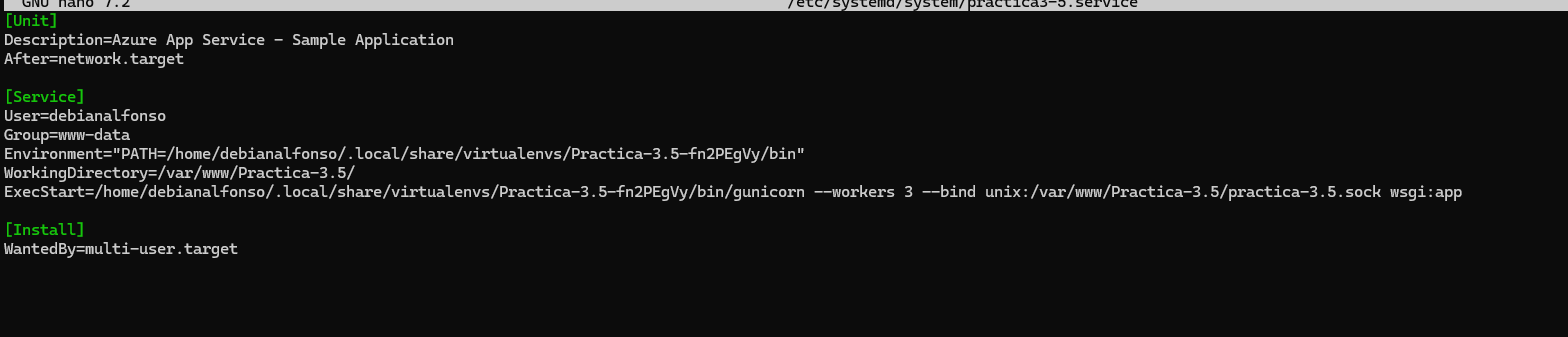 GNU nano 7.2 /etc/systemd/system/practica3-5.service
[Unit]
Description=Azure App Service - Sample Application
After=network.target
[Service]
User=debianalfonso
Group=www-data
Environment="PATH=/home/debianalfonso/.local/share/virtualenvs/Practica-3.5-fn2PEgVy/bin"
WorkingDirectory=/var/www/Practica-3.5/
ExecStart=/home/debianalfonso/.local/share/virtualenvs/Practica-3.5-fn2PEgVy/bin/gunicorn --workers 3 --bind unix:/var/www/Practica-3.5/practica-3.5.sock wsgi:app
[Install]
WantedBy=multi-user.target